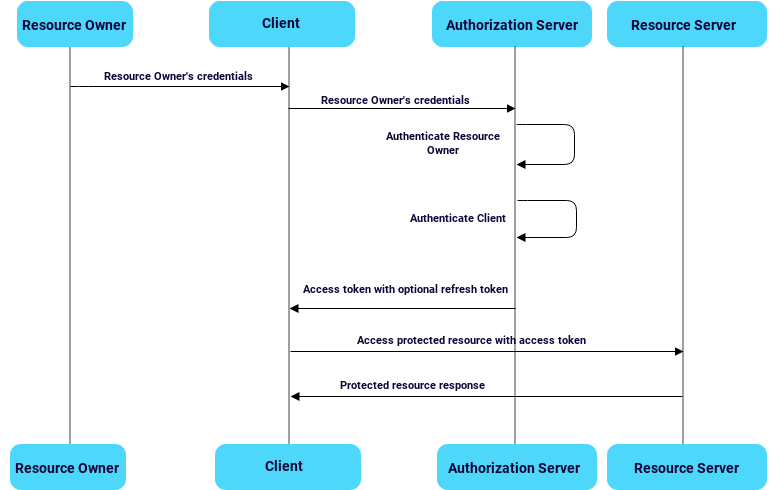 Resource Owner
Client
Authorization Server
Resource Server
Resource Owner's credentials
Resource Owner's credentials
Authenticate Resource
Owner
Authenticate Client
Access token with optional refresh token
Access protected resource with access token
Protected resource response
Resource Owner
Client
Authorization Server
Resource Server